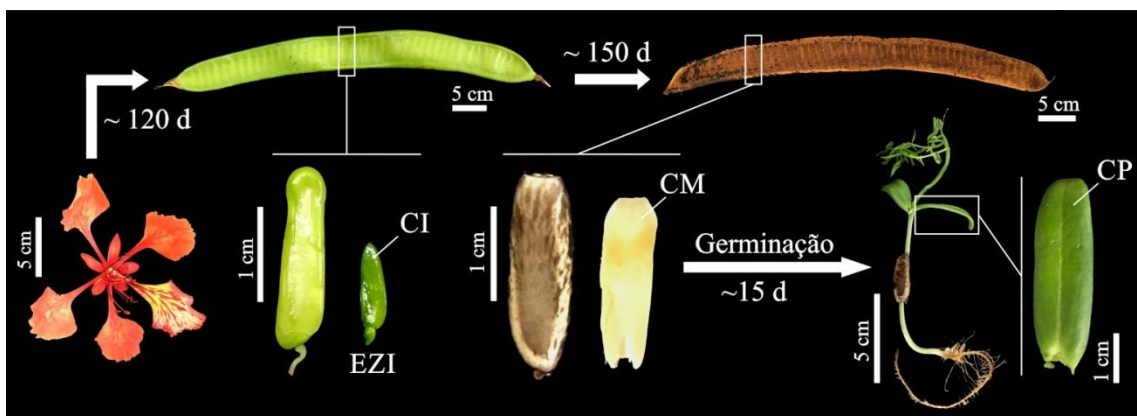 ~ 150 d
5 cm
5 cm
~ 120 d
5 cm
1 cm
CI
EZI
1 cm
CM
Germinação
~15 d
5 cm
CP
1 cm